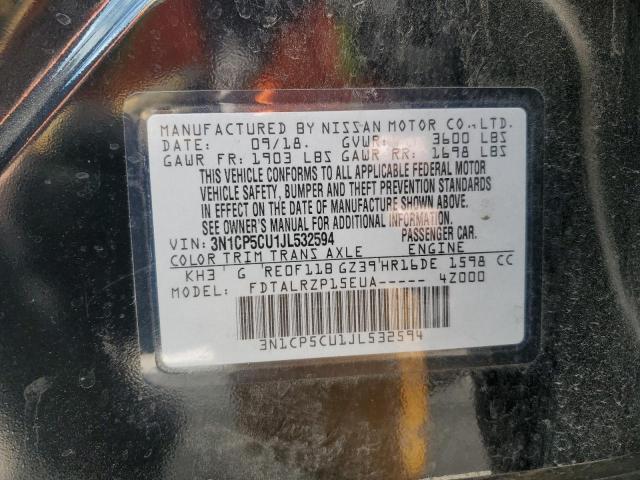 MANUFACTURED BY NISSAN MOTOR CO.,LTD.
DATE: 09/18. GVWR: 3600 LBS
GAWR FR: 1903 LBS GAWR RR: 1698 LBS
THIS VEHICLE CONFORMS TO ALL APPLICABLE FEDERAL MOTOR
VEHICLE SAFETY, BUMPER AND THEFT PREVENTION STANDARDS
IN EFFECT ON THE DATE OF MANUFACTURE SHOWN ABOVE.
SEE OWNER'S MANUAL FOR ADDITIONAL INFORMATION.
VIN: 3N1CP5CU1JL532594 PASSENGER CAR.
COLOR TRIM TRANS AXLE ENGINE
KH3' G 'RE0F11B GZ39'HR16DE 1598 CC
MODEL: FDTALRZP15EUA----- 4Z000
3N1CP5CU1JL532594